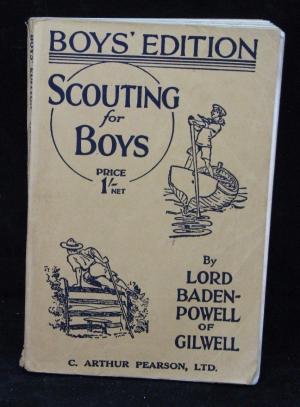 BOYS' EDITION
SCOUTING
for
BOYS
PRICE
1/-
NET
By
LORD
BADEN-
POWELL
OF
GILWELL
C. ARTHUR PEARSON, LTD.